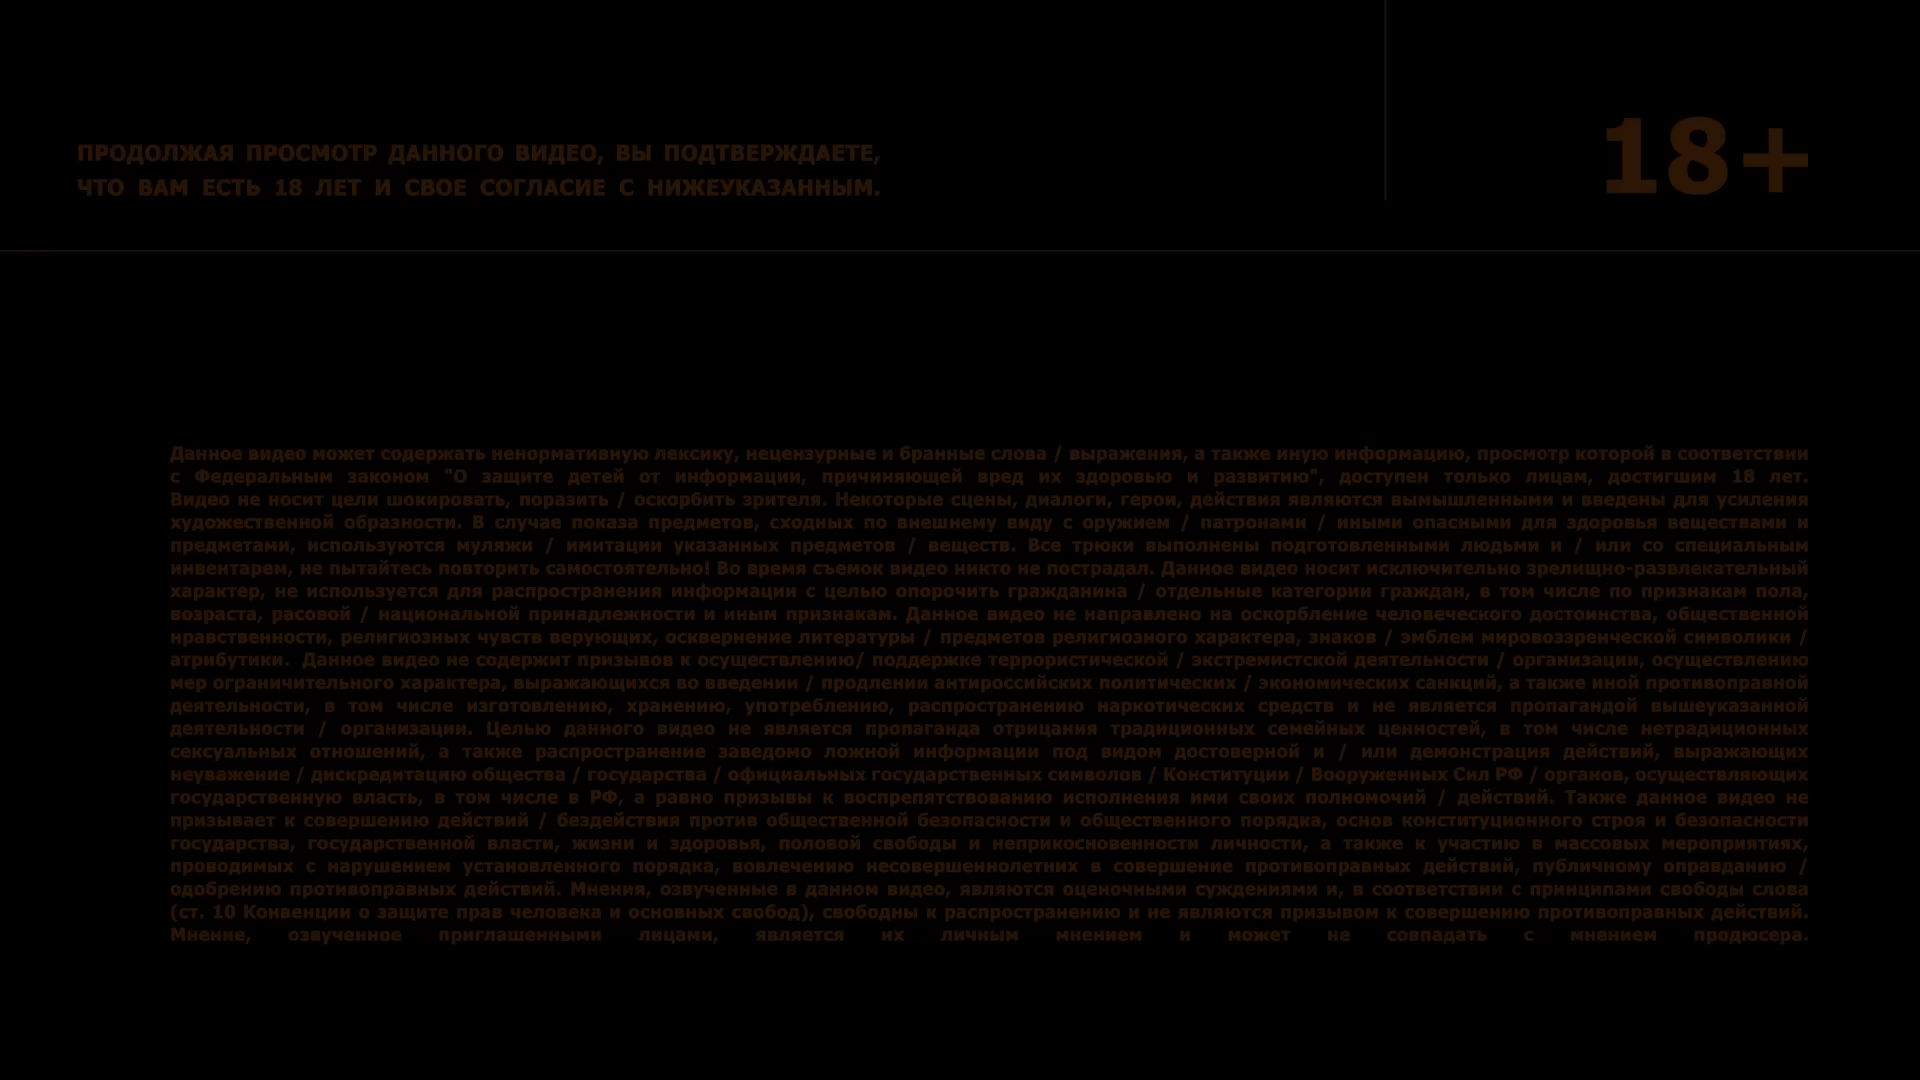 ПРОДОЛЖАЯ ПРОСМОТР ДАННОГО ВИДЕО, ВЫ ПОДТВЕРЖДАЕТЕ,
ЧТО ВАМ ЕСТЬ 18 ЛЕТ И СВОЕ СОГЛАСИЕ С НИЖЕУКАЗАННЫМ.
18+
Данное видео может содержать ненормативную лексику, нецензурные и бранные слова / выражения, а также иную информацию, просмотр которой в соответствии
с Федеральным законом "О защите детей от информации, причиняющей вред их здоровью и развитию", доступен только лицам, достигшим 18 лет.
Видео не носит цели шокировать, поразить / оскорбить зрителя. Некоторые сцены, диалоги, герои, действия являются вымышленными и введены для усиления
художественной образности. В случае показа предметов, сходных по внешнему виду с оружием / патронами / иными опасными для здоровья веществами и
предметами, используются муляжи / имитации указанных предметов / веществ. Все трюки выполнены подготовленными людьми и / или со специальным
инвентарем, не пытайтесь повторить самостоятельно! Во время съемок видео никто не пострадал. Данное видео носит исключительно зрелищно-развлекательный
характер, не используется для распространения информации с целью опорочить гражданина / отдельные категории граждан, в том числе по признакам пола,
возраста, расовой / национальной принадлежности и иным признакам. Данное видео не направлено на оскорбление человеческого достоинства, общественной
нравственности, религиозных чувств верующих, осквернение литературы / предметов религиозного характера, знаков / эмблем мировоззренческой символики /
атрибутики. Данное видео не содержит призывов к осуществлению/ поддержке террористической / экстремистской деятельности / организации, осуществлению
мер ограничительного характера, выражающихся во введении / продлении антироссийских политических / экономических санкций, а также иной противоправной
деятельности, в том числе изготовлению, хранению, употреблению, распространению наркотических средств и не является пропагандой вышеуказанной
деятельности / организации. Целью данного видео не является пропаганда отрицания традиционных семейных ценностей, в том числе нетрадиционных
сексуальных отношений, а также распространение заведомо ложной информации под видом достоверной и / или демонстрация действий, выражающих
неуважение / дискредитацию общества / государства / официальных государственных символов / Конституции / Вооруженных Сил РФ / органов, осуществляющих
государственную власть, в том числе в РФ, а равно призывы к воспрепятствованию исполнения ими своих полномочий / действий. Также данное видео не
призывает к совершению действий / бездействия против общественной безопасности и общественного порядка, основ конституционного строя и безопасности
государства, государственной власти, жизни и здоровья, половой свободы и неприкосновенности личности, а также к участию в массовых мероприятиях,
проводимых с нарушением установленного порядка, вовлечению несовершеннолетних в совершение противоправных действий, публичному оправданию /
одобрению противоправных действий. Мнения, озвученные в данном видео, являются оценочными суждениями и, в соответствии с принципами свободы слова
(ст. 10 Конвенции о защите прав человека и основных свобод), свободны к распространению и не являются призывом к совершению противоправных действий.
Мнение, озвученное приглашенными лицами, является их личным мнением и может не совпадать с мнением продюсера.